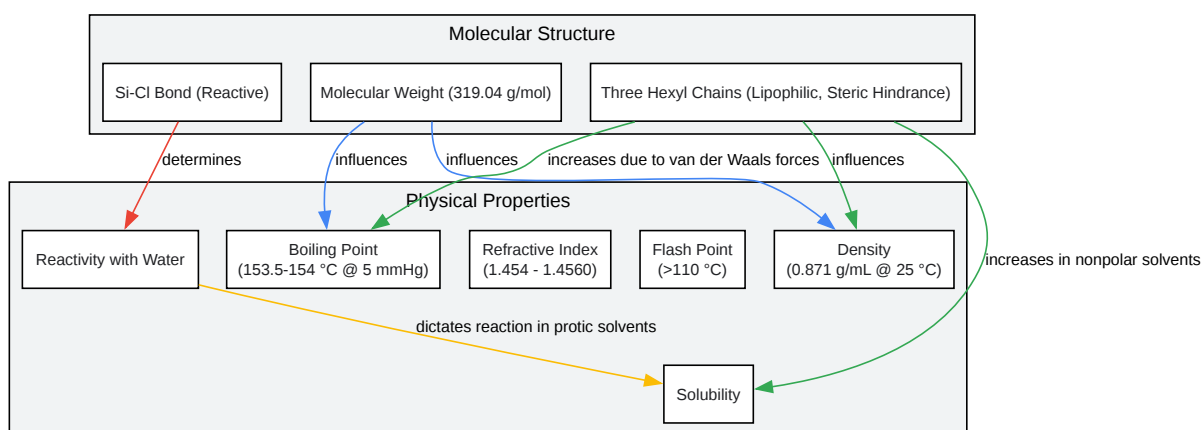 Molecular Structure
Si-Cl Bond (Reactive)
Molecular Weight (319.04 g/mol)
Three Hexyl Chains (Lipophilic, Steric Hindrance)
determines
influences
influences
increases due to van der Waals forces
influences
Physical Properties
Reactivity with Water
Boiling Point
(153.5-154 °C @ 5 mmHg)
Refractive Index
(1.454 - 1.4560)
Flash Point
(>110 °C)
Density
(0.871 g/mL @ 25 °C)
increases in nonpolar solvents
dictates reaction in protic solvents
Solubility